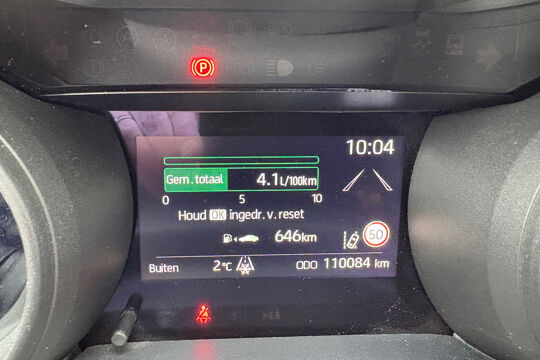 P
10:04
Gem. totaal 4.1 L/100km
0 5 10
Houd OK ingedr. v. reset
646km
50
Buiten 2°C ODO 110084 km